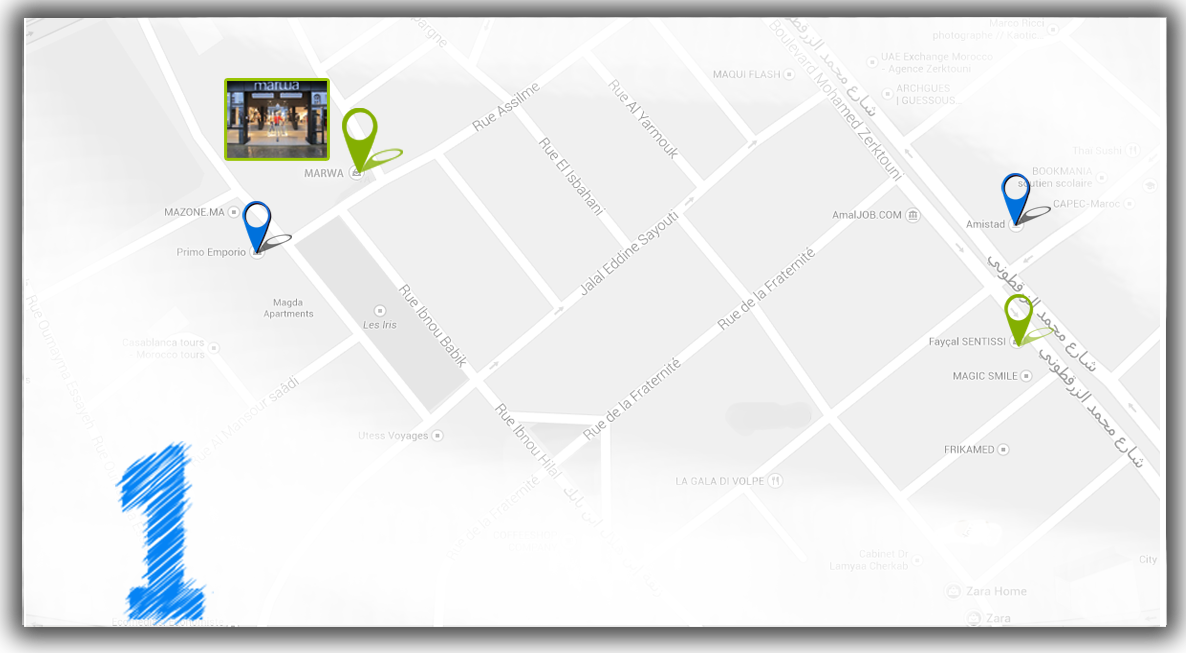 Marco Ricci
photographe // s.aotic...
UAE Exchange Morocco
- Agence Zerktouni
MAQUI FLASH
ARCHGUES
[ GUESSOUS...
marwa
Rue Assilme
Rue Al Yarmouk
Boulevard Mohamed Zerktouni
شارع محمد الزرقطوني
Rue El Isbahani
Thai Sushi
MARWA
BOOKMANIA
soutien scolaire
CAPEC-Maroc
MAZONE.MA
AmalJOB.COM
Amistad
Primo Emporio
Jalal Eddine Sayouti
Rue de la Fraternité
شارع محمد الزرقطوني
Magda
Apartments
Les Iris
Rue Ibnou Babik
Casablanca tours
Morocco tours
Fayçal SENTISSI
MAGIC SMILE
شارع محمد الزرقطوني
Rue Oumayma Essayeh
Rue de la Fraternité
Utess Voyages
Rue Ibnou Hilal
FRIKAMED
LA GALA DI VOLPE
Rue de la Fraternité
1
Cabinet Dr
Lamyaa Cherkab
City
Zara Home
Zara